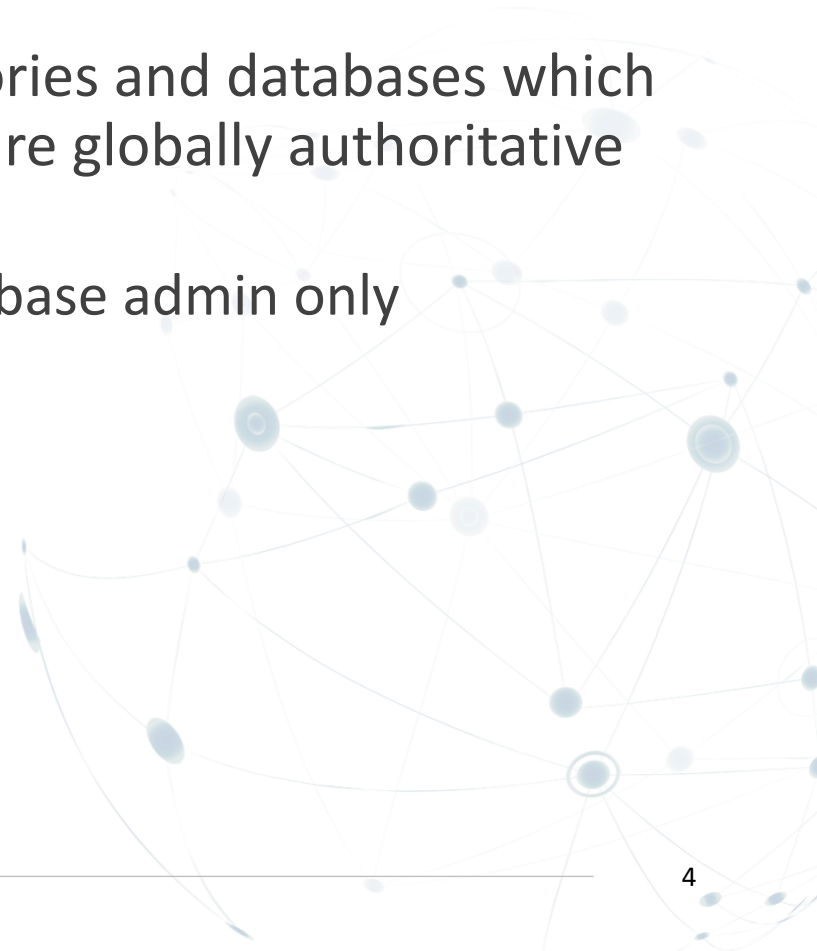 ories and databases which
re globally authoritative
base admin only
4